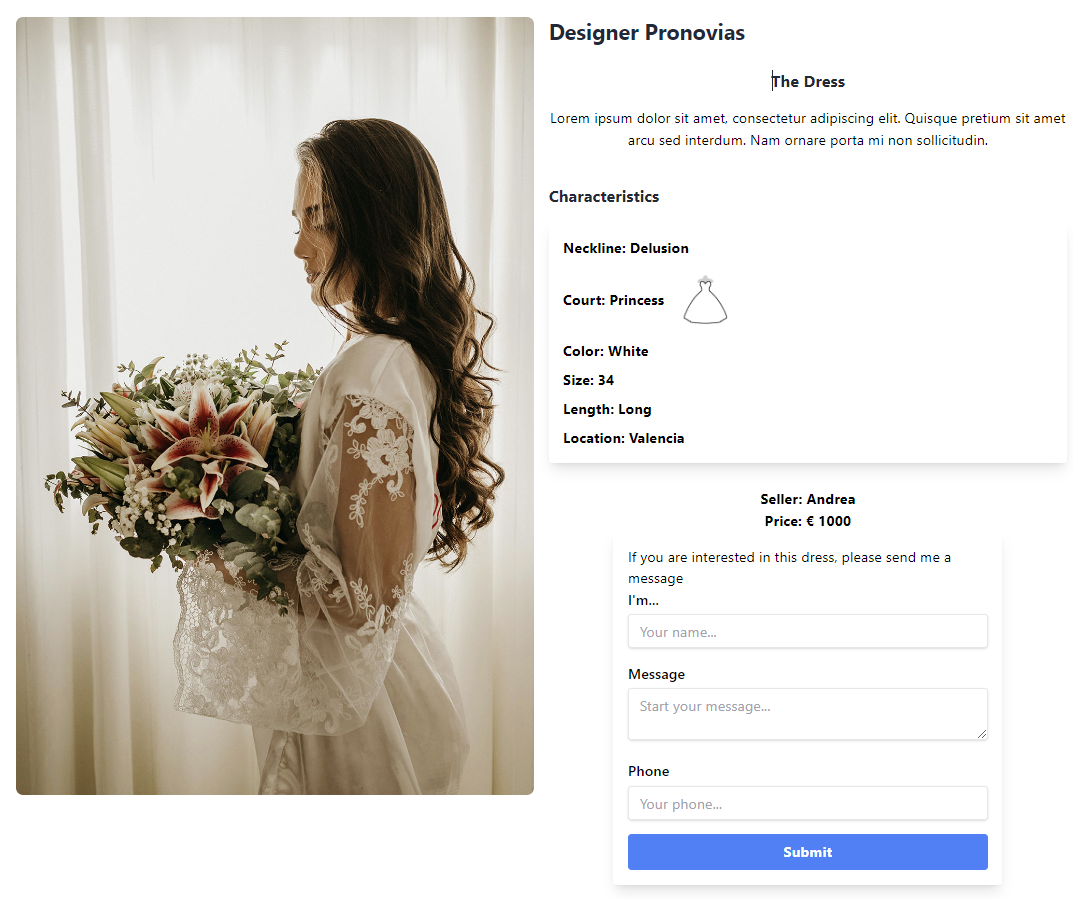 Designer Pronovias
The Dress
Lorem ipsum dolor sit amet, consectetur adipiscing elit. Quisque pretium sit amet
arcu sed interdum. Nam ornare porta mi non sollicitudin.
Characteristics
Neckline: Delusion
Court: Princess
Color: White
Size: 34
Length: Long
Location: Valencia
Seller: Andrea
Price: € 1000
If you are interested in this dress, please send me a
message
I'm...
Your name...
Message
Start your message...
Phone
Your phone...
Submit